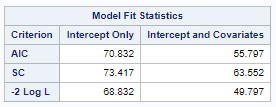 Model Fit Statistics
Criterion Intercept Only Intercept and Covariates
AIC 70.832 55.797
SC 73.417 63.552
-2 Log L 68.832 49.797